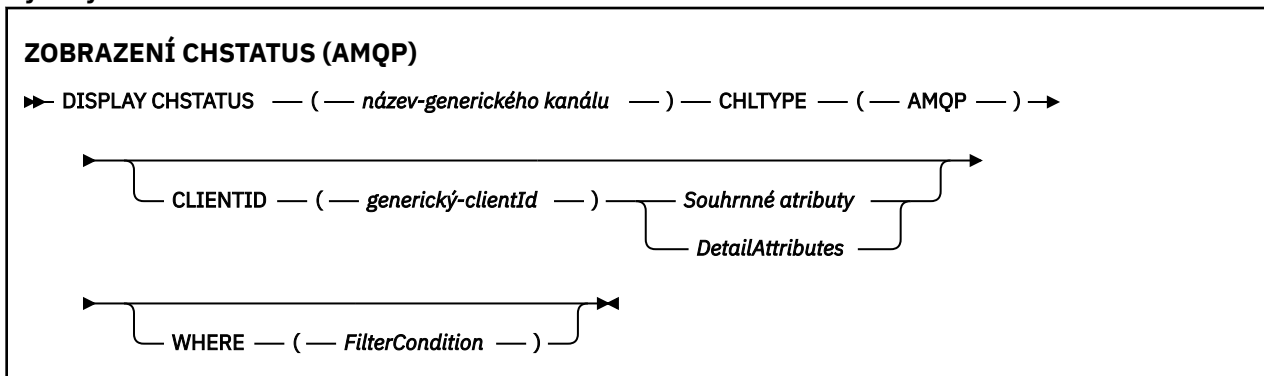 ZOBRAZENÍ CHSTATUS (AMQP)
DISPLAY CHSTATUS ( název-generického kanálu ) CHLTYPE ( AMQP )
CLIENTID ( generický-clientId ) Souhrnné atributy
DetailAttributes
WHERE ( FilterCondition )